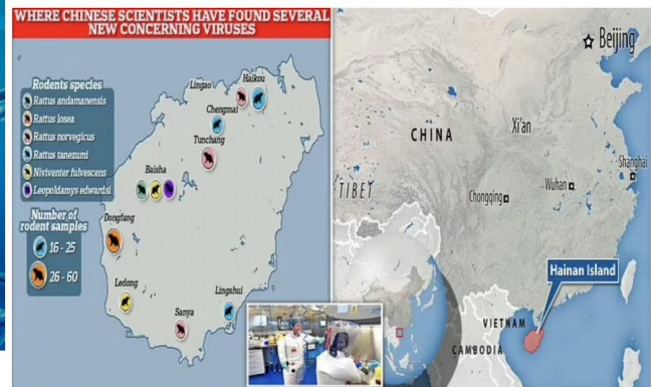 WHERE CHINESE SCIENTISTS HAVE FOUND SEVERAL
NEW CONCERNING VIRUSES
Rodents species
Rattus andamanensis
Rattus losea
Rattus norvegicus
Rattus tanezumi
Niviventer fulvescens
Leopoldamys edwardsi
Number of
rodent samples
16 - 25
26 - 60
Lingao
Haikou
Chengmai
Tunchang
Baisha
Dongfang
Ledong
Sanya
Lingshui
Beijing
CHINA
Xi'an
Shanghai
TIBET
Chongqing
Wuhan
Hainan Island
VIETNAM
CAMBODIA